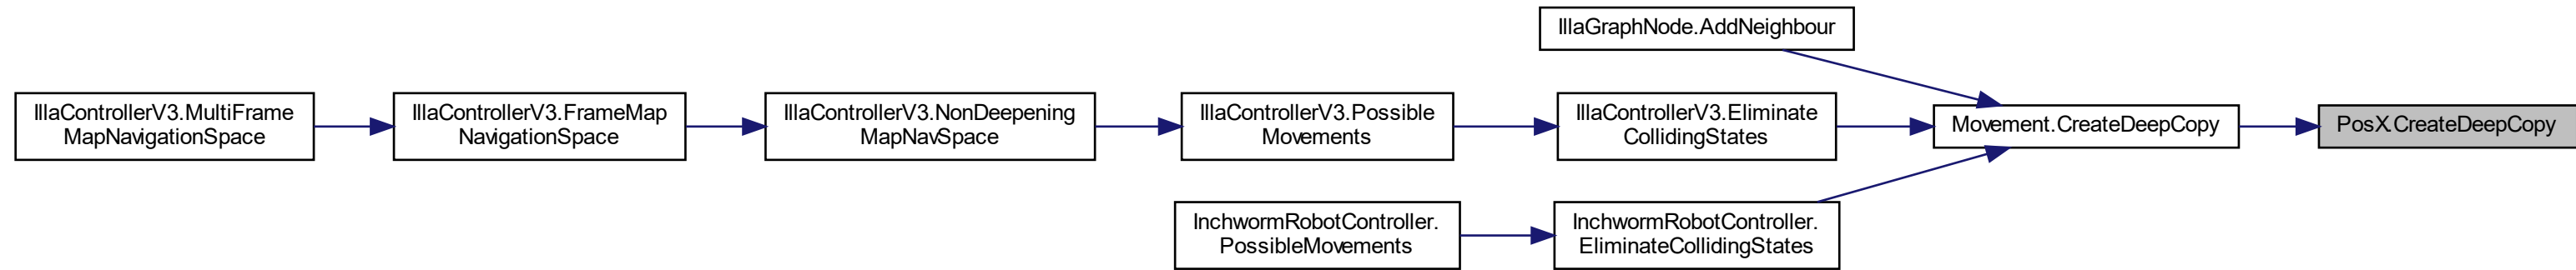 IllaGraphNode.AddNeighbour
IllaControllerV3.MultiFrame
MapNavigationSpace
IllaControllerV3.FrameMap
NavigationSpace
IllaControllerV3.NonDeepening
MapNavSpace
IllaControllerV3.Possible
Movements
IllaControllerV3.Eliminate
CollidingStates
Movement.CreateDeepCopy
PosX.CreateDeepCopy
InchwormRobotController.
PossibleMovements
InchwormRobotController.
EliminateCollidingStates